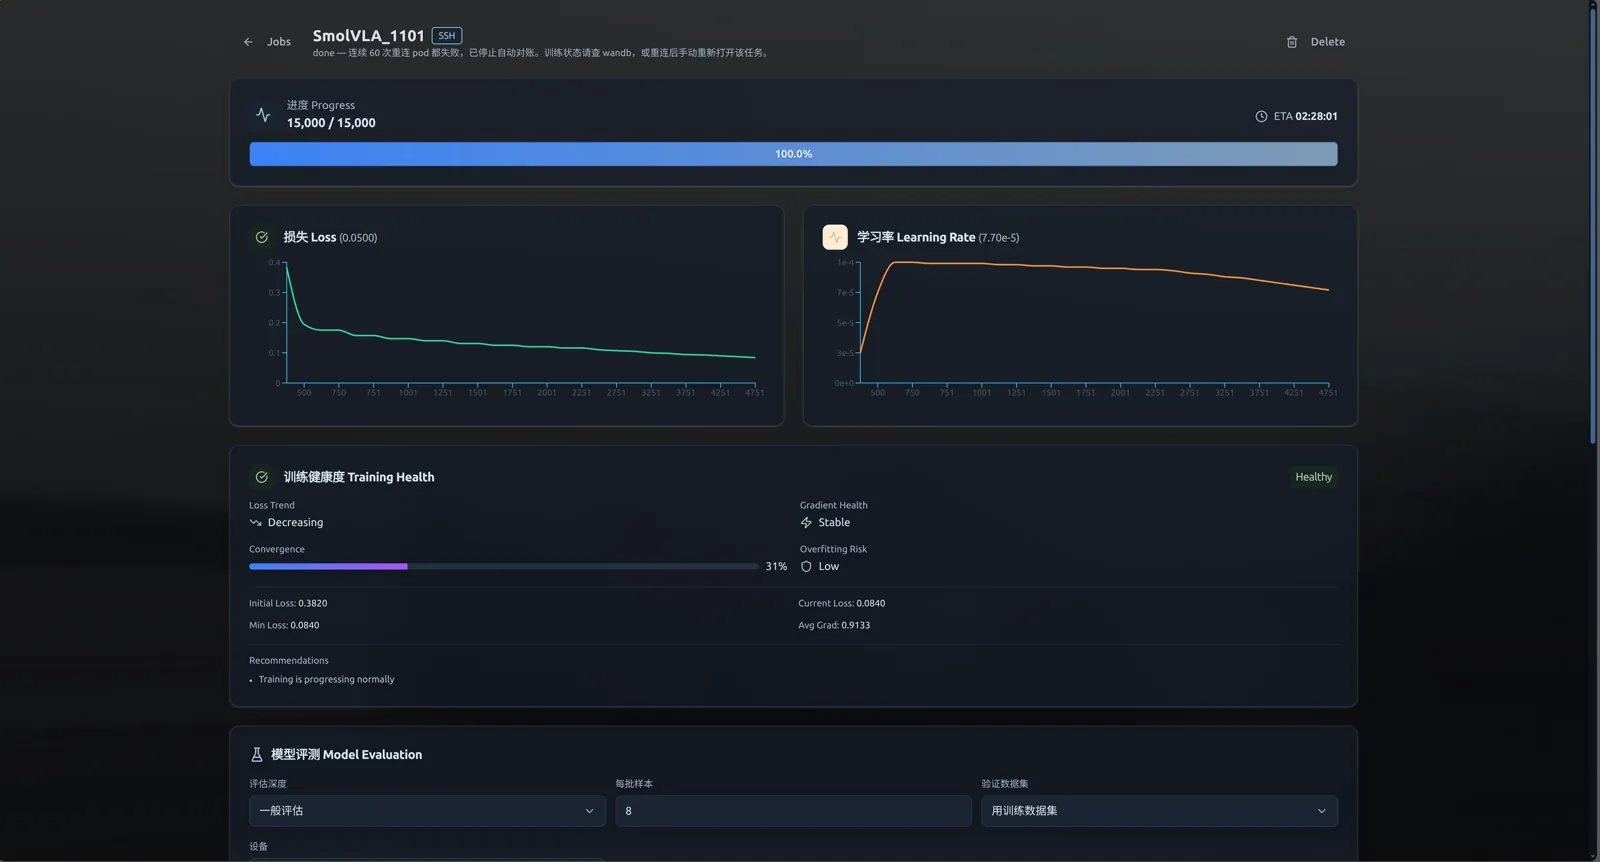 Jobs
SmolVLA_1101 SSH
done — 连续 60 次重连 pod 都失败，已停止自动对账。训练状态请查 wandb，或重连后手动重新打开该任务。
Delete
进度 Progress
15,000 / 15,000
ETA 02:28:01
100.0%
损失 Loss (0.0500)
0.4
0.3
0.2
0.1
0
500 750 751 1001 1251 1501 1751 2001 2251 2751 3251 3751 4251 4751
学习率 Learning Rate (7.70e-5)
1e-4
7e-5
5e-5
3e-5
0e+0
500 750 751 1001 1251 1501 1751 2001 2251 2751 3251 3751 4251 4751
训练健康度 Training Health
Healthy
Loss Trend
Decreasing
Gradient Health
Stable
Convergence
31%
Overfitting Risk
Low
Initial Loss: 0.3820
Current Loss: 0.0840
Min Loss: 0.0840
Avg Grad: 0.9133
Recommendations
• Training is progressing normally
模型评测 Model Evaluation
评估深度
一般评估
每批样本
8
验证数据集
用训练数据集
设备